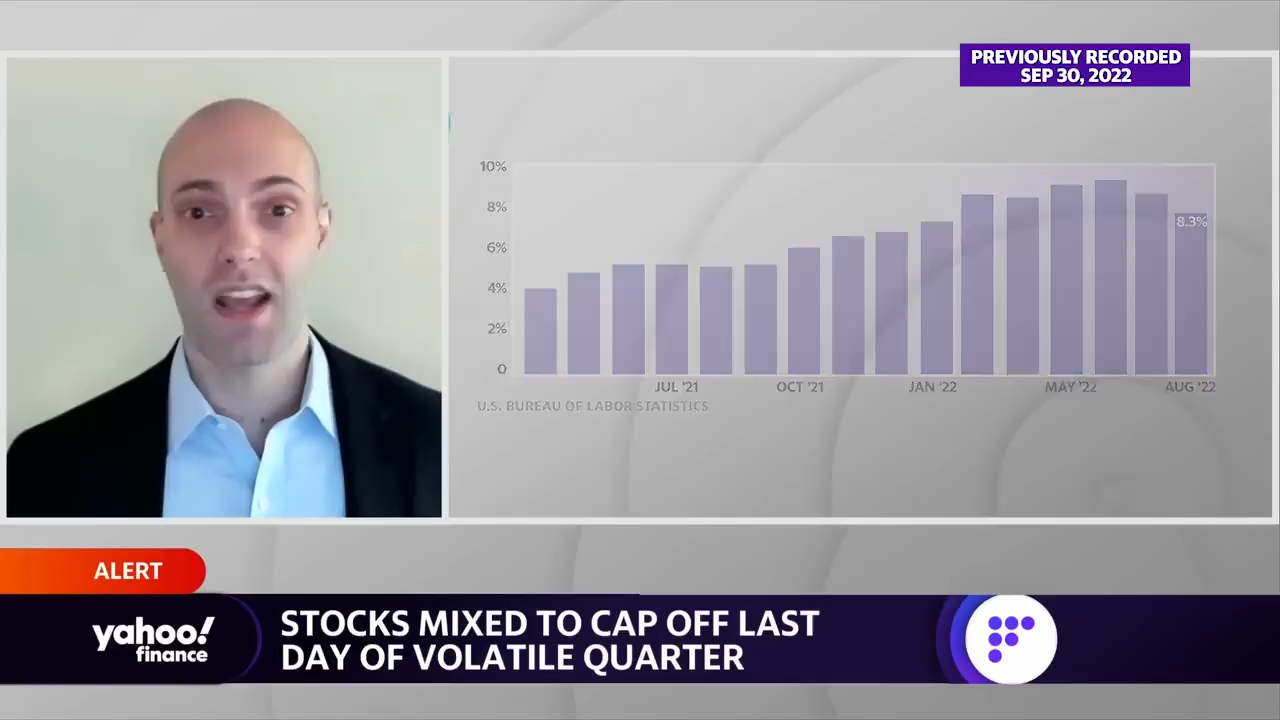 PREVIOUSLY RECORDED
SEP 30, 2022
10%
8%
8.3%
6%
4%
2%
0
JUL '21
OCT '21
JAN '22
MAY '22
AUG '22
U.S. BUREAU OF LABOR STATISTICS
ALERT
yahoo!
finance
STOCKS MIXED TO CAP OFF LAST
DAY OF VOLATILE QUARTER